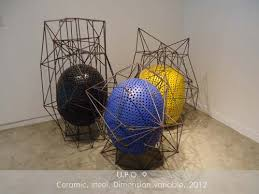 U.F.O. 9
Ceramic, steel, Dimension variable, 2012